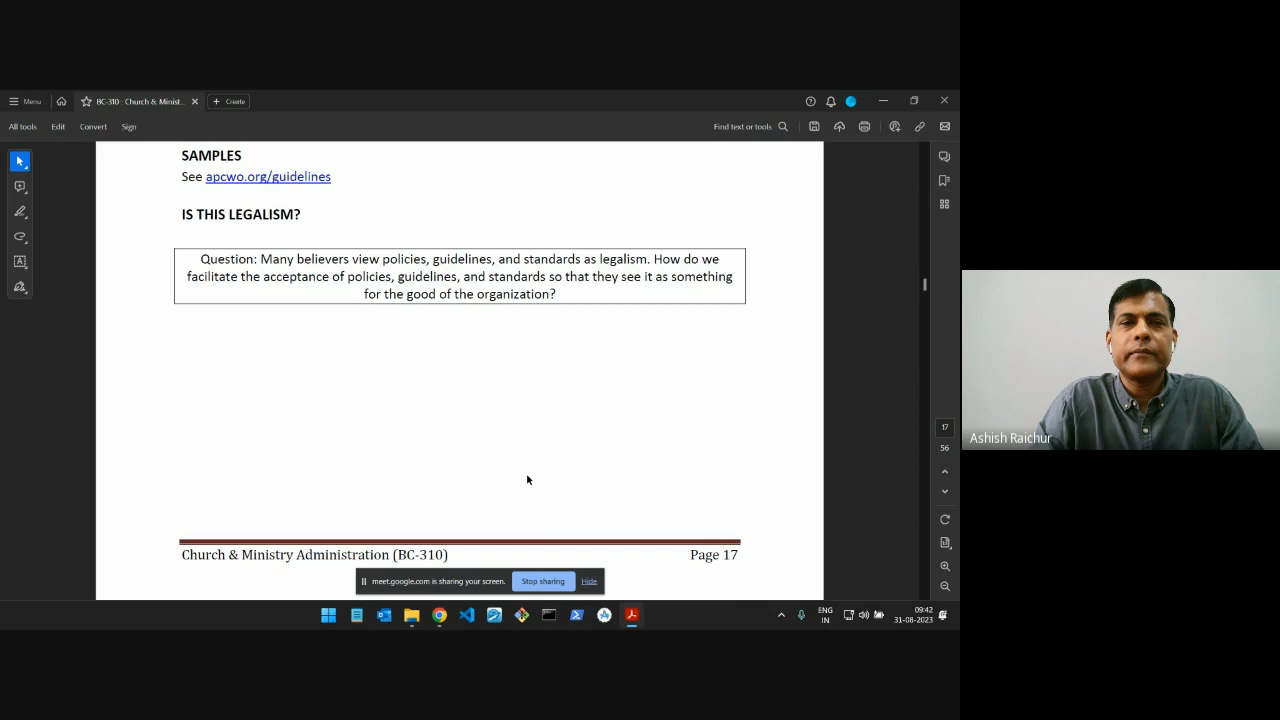 Menu
BC-310 : Church & Minist...
Create
All tools
Edit
Convert
Sign
Find text or tools
SAMPLES
See apcwo.org/guidelines
IS THIS LEGALISM?
Question: Many believers view policies, guidelines, and standards as legalism. How do we
facilitate the acceptance of policies, guidelines, and standards so that they see it as something
for the good of the organization?
17
56
Church & Ministry Administration (BC-310)
Page 17
meet.google.com is sharing your screen.
Stop sharing
Hide
ENG
IN
09:42
31-08-2023
Ashish Raichur